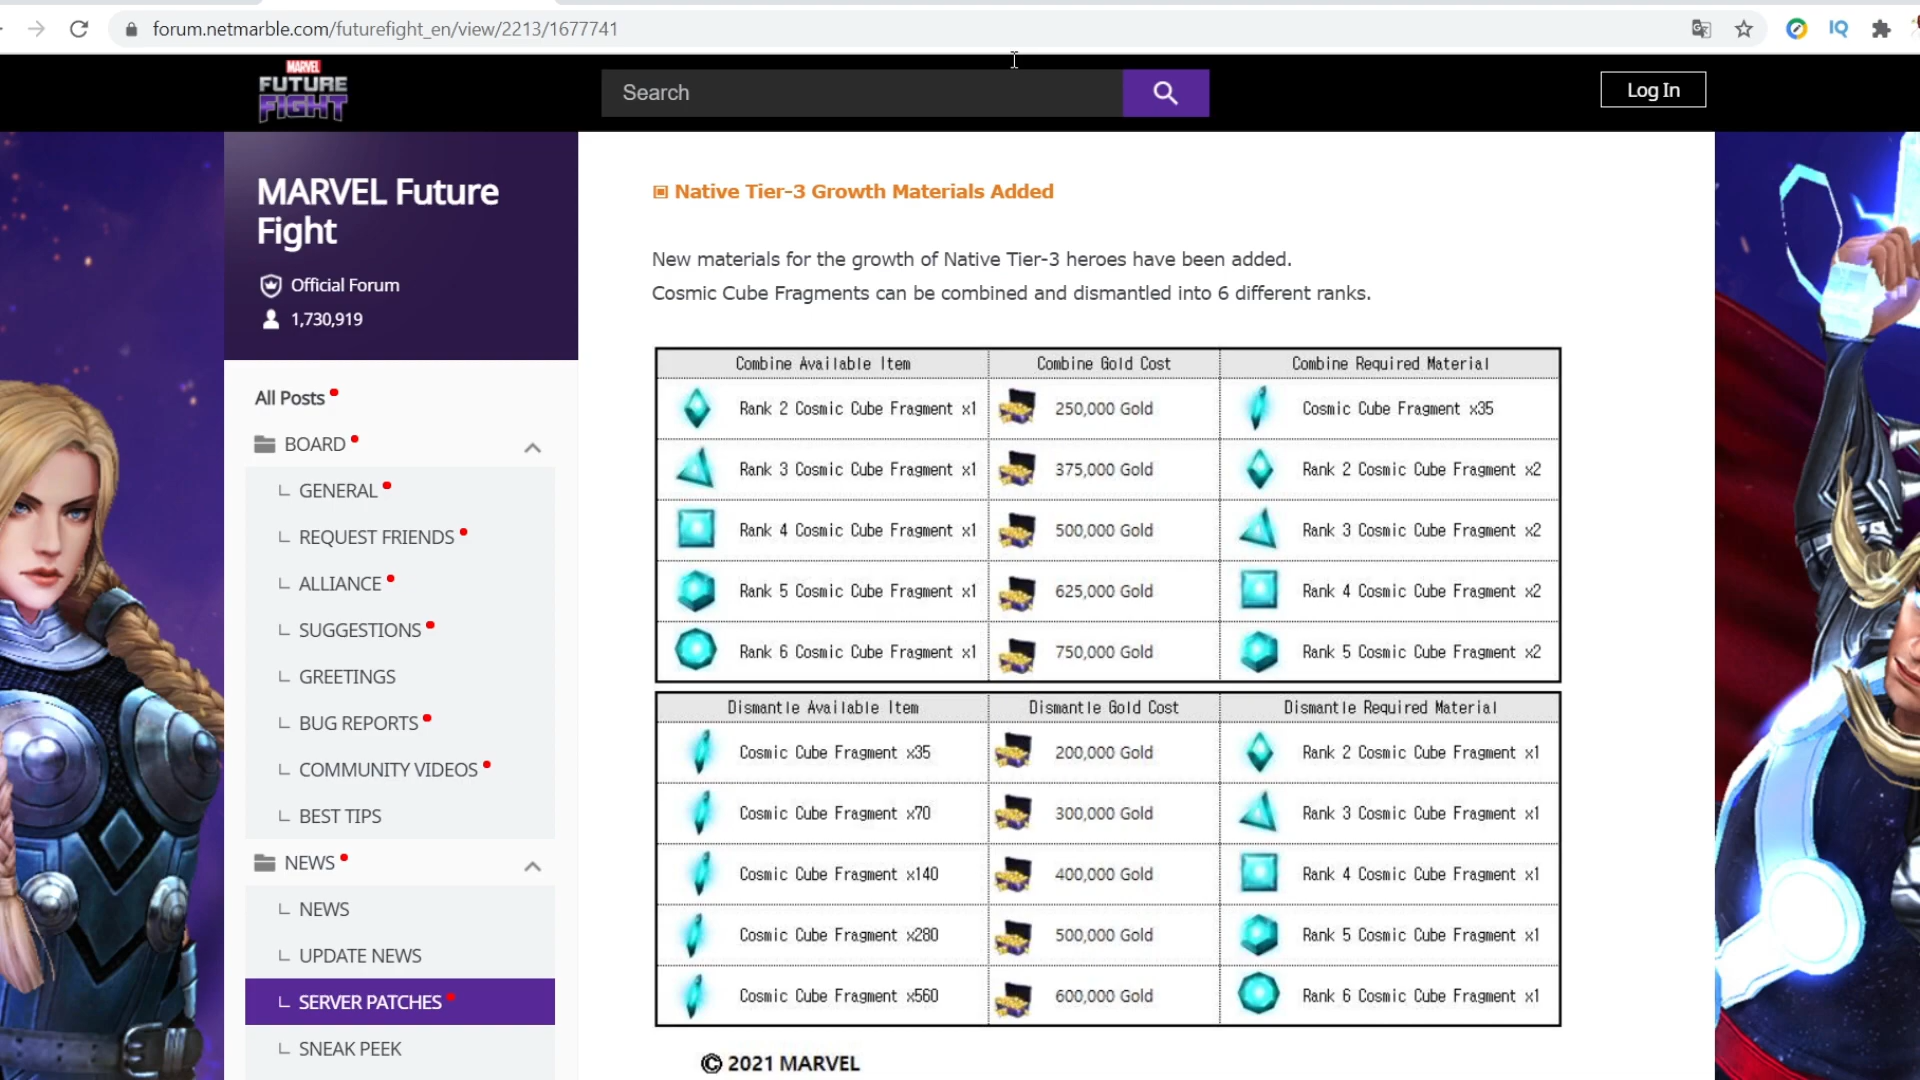 forum.netmarble.com/futurefight_en/view/2213/1677741
IQ
MARVEL
FUTURE
FIGHT
Search
Log In
MARVEL Future
Fight
Official Forum
1,730,919
All Posts
BOARD
GENERAL
REQUEST FRIENDS
ALLIANCE
SUGGESTIONS
GREETINGS
BUG REPORTS
COMMUNITY VIDEOS
BEST TIPS
NEWS
NEWS
UPDATE NEWS
SERVER PATCHES
SNEAK PEEK
▣ Native Tier-3 Growth Materials Added
New materials for the growth of Native Tier-3 heroes have been added.
Cosmic Cube Fragments can be combined and dismantled into 6 different ranks.
Combine Available Item Combine Gold Cost Combine Required Material
Rank 2 Cosmic Cube Fragment x1 250,000 Gold Cosmic Cube Fragment x35
Rank 3 Cosmic Cube Fragment x1 375,000 Gold Rank 2 Cosmic Cube Fragment x2
Rank 4 Cosmic Cube Fragment x1 500,000 Gold Rank 3 Cosmic Cube Fragment x2
Rank 5 Cosmic Cube Fragment x1 625,000 Gold Rank 4 Cosmic Cube Fragment x2
Rank 6 Cosmic Cube Fragment x1 750,000 Gold Rank 5 Cosmic Cube Fragment x2
Dismantle Available Item Dismantle Gold Cost Dismantle Required Material
Cosmic Cube Fragment x35 200,000 Gold Rank 2 Cosmic Cube Fragment x1
Cosmic Cube Fragment x70 300,000 Gold Rank 3 Cosmic Cube Fragment x1
Cosmic Cube Fragment x140 400,000 Gold Rank 4 Cosmic Cube Fragment x1
Cosmic Cube Fragment x280 500,000 Gold Rank 5 Cosmic Cube Fragment x1
Cosmic Cube Fragment x560 600,000 Gold Rank 6 Cosmic Cube Fragment x1
© 2021 MARVEL